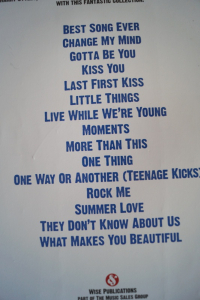 WITH THIS FANTASTIC COLLECTION.
BEST SONG EVER
CHANGE MY MIND
GOTTA BE YOU
KISS YOU
LAST FIRST KISS
LITTLE THINGS
LIVE WHILE WE'RE YOUNG
MOMENTS
MORE THAN THIS
ONE THING
ONE WAY OR ANOTHER (TEENAGE KICKS)
ROCK ME
SUMMER LOVE
THEY DON'T KNOW ABOUT US
WHAT MAKES YOU BEAUTIFUL
WISE PUBLICATIONS
PART OF THE MUSIC SALES GROUP